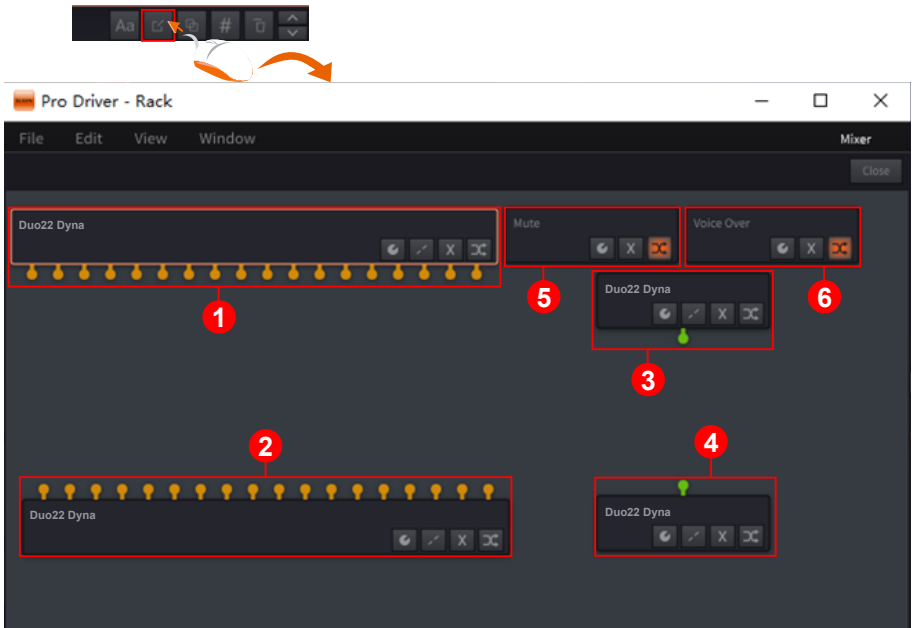 Aa #
Pro Driver - Rack
File Edit View Window Mixer
Close
Duo22 Dyna
X
1
Mute
X
5
Voice Over
X
6
Duo22 Dyna
X
3
2
Duo22 Dyna
X
4
Duo22 Dyna
X